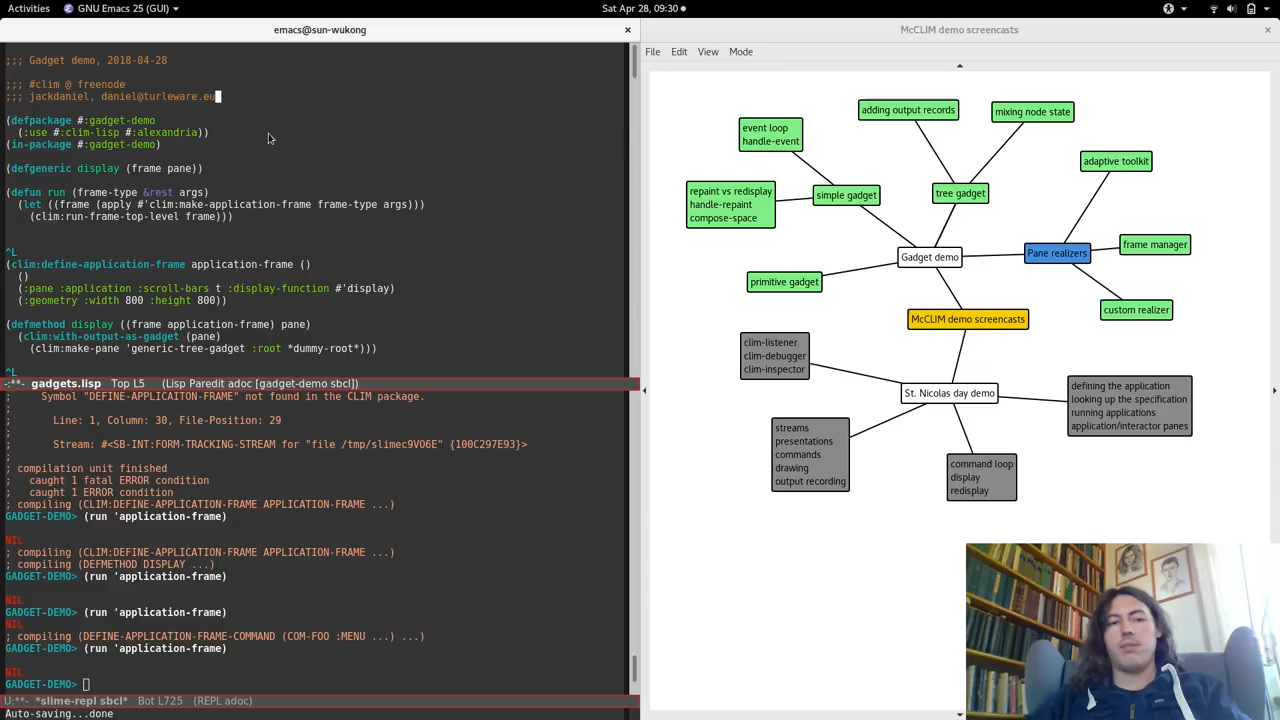 Activities GNU Emacs 25 (GUI) Sat Apr 28, 09:30
emacs@sun-wukong
;;; Gadget demo, 2018-04-28
;;; #clim @ freenode
;;; jackdaniel, daniel@turleware.eu
(defpackage #:gadget-demo
(:use #:clim-lisp #:alexandria))
(in-package #:gadget-demo)
(defgeneric display (frame pane))
(defun run (frame-type &rest args)
(let ((frame (apply #'clim:make-application-frame frame-type args)))
(clim:run-frame-top-level frame)))
^L
(clim:define-application-frame application-frame ()
()
(:pane :application :scroll-bars t :display-function #'display)
(:geometry :width 800 :height 800))
(defmethod display ((frame application-frame) pane)
(clim:with-output-as-gadget (pane)
(clim:make-pane 'generic-tree-gadget :root *dummy-root*)))
^L
-:**- gadgets.lisp Top L5 (Lisp Paredit adoc [gadget-demo sbcl])
; Symbol "DEFINE-APPLICAITON-FRAME" not found in the CLIM package.
;
; Line: 1, Column: 30, File-Position: 29
;
; Stream: #<SB-INT:FORM-TRACKING-STREAM for "file /tmp/slimec9VO6E" {100C297E93}>
;
; compilation unit finished
; caught 1 fatal ERROR condition
; caught 1 ERROR condition
; compiling (CLIM:DEFINE-APPLICATION-FRAME APPLICATION-FRAME ...)
GADGET-DEMO> (run 'application-frame)
NIL
; compiling (CLIM:DEFINE-APPLICATION-FRAME APPLICATION-FRAME ...)
; compiling (DEFMETHOD DISPLAY ...)
GADGET-DEMO> (run 'application-frame)
NIL
GADGET-DEMO> (run 'application-frame)
NIL
; compiling (DEFINE-APPLICATION-FRAME-COMMAND (COM-FOO :MENU ...) ...)
GADGET-DEMO> (run 'application-frame)
NIL
GADGET-DEMO>
U:**- *slime-repl sbcl* Bot L725 (REPL adoc)
Auto-saving...done
McCLIM demo screencasts
File Edit View Mode
adding output records
mixing node state
event loop
handle-event
adaptive toolkit
repaint vs redisplay
handle-repaint
compose-space
simple gadget
tree gadget
frame manager
Gadget demo
Pane realizers
primitive gadget
custom realizer
McCLIM demo screencasts
clim-listener
clim-debugger
clim-inspector
St. Nicolas day demo
defining the application
looking up the specification
running applications
application/interactor panes
streams
presentations
commands
drawing
output recording
command loop
display
redisplay